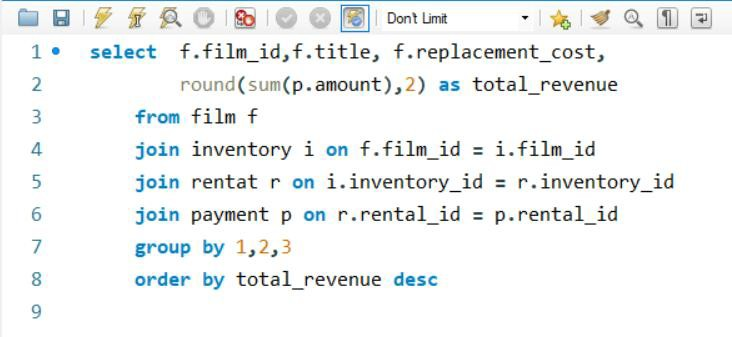 Don't Limit
1 select f.film_id,f.title, f.replacement_cost,
2 round(sum(p.amount),2) as total_revenue
3 from film f
4 join inventory i on f.film_id = i.film_id
5 join rentat r on i.inventory_id = r.inventory_id
6 join payment p on r.rental_id = p.rental_id
7 group by 1,2,3
8 order by total_revenue desc
9